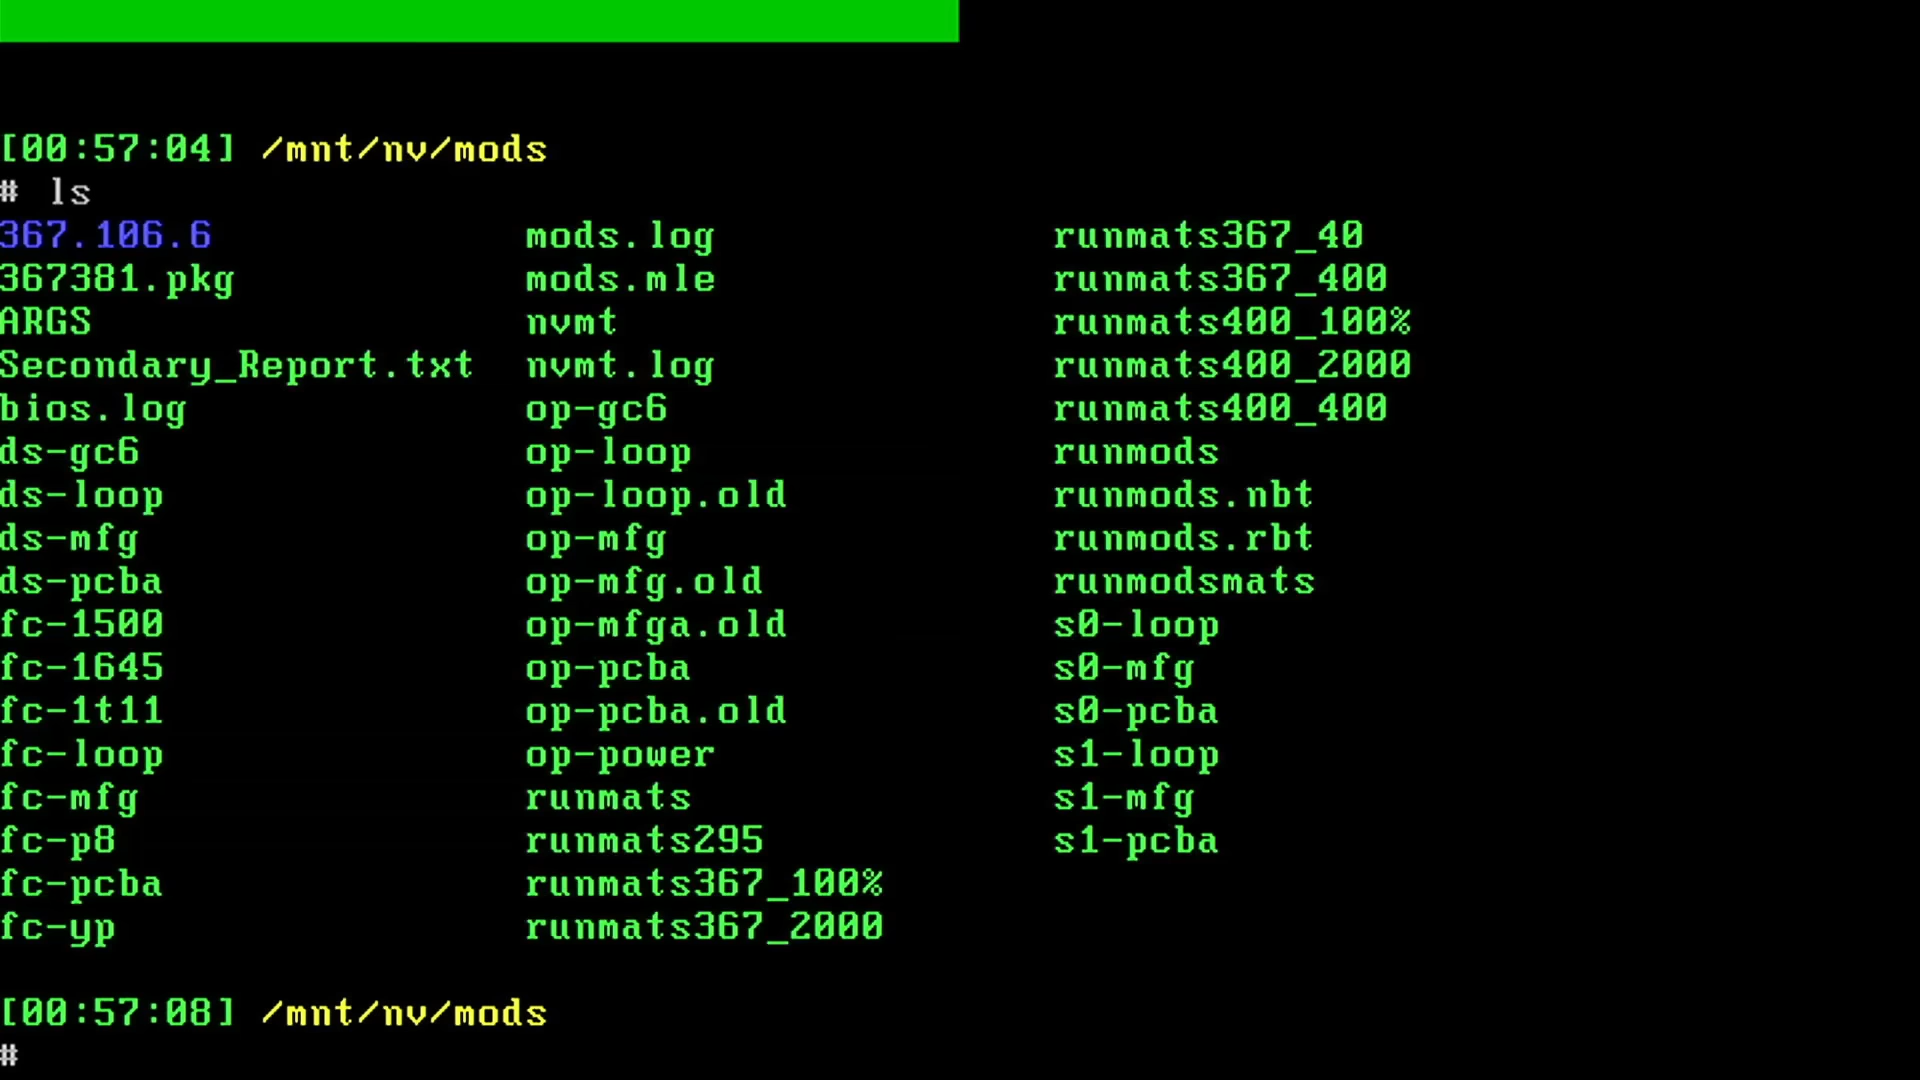 [00:57:04] /mnt/nv/mods
# ls
367.106.6 mods.log runmats367_40
367381.pkg mods.mle runmats367_400
ARGS nvmt runmats400_100%
Secondary_Report.txt nvmt.log runmats400_2000
bios.log op-gc6 runmats400_400
ds-gc6 op-loop runmods
ds-loop op-loop.old runmods.nbt
ds-mfg op-mfg runmods.rbt
ds-pcba op-mfg.old runmodsmats
fc-1500 op-mfga.old s0-loop
fc-1645 op-pcba s0-mfg
fc-1t11 op-pcba.old s0-pcba
fc-loop op-power s1-loop
fc-mfg runmats s1-mfg
fc-p8 runmats295 s1-pcba
fc-pcba runmats367_100%
fc-yp runmats367_2000
[00:57:08] /mnt/nv/mods
#